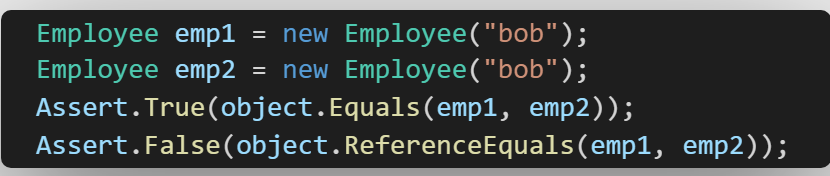 Employee emp1 = new Employee("bob");
Employee emp2 = new Employee("bob");
Assert.True(object.Equals(emp1, emp2));
Assert.False(object.ReferenceEquals(emp1, emp2));